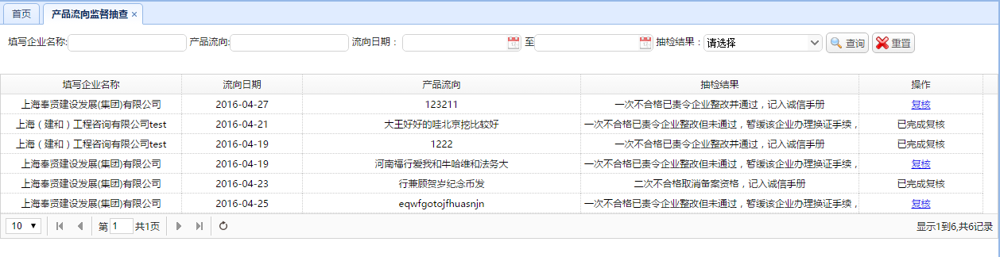 首页 产品流向监督抽查 ×
填写企业名称: 产品流向: 流向日期： 至 抽检结果： 请选择 查询 重置
填写企业名称 流向日期 产品流向 抽检结果 操作
上海奉贤建设发展(集团)有限公司 2016-04-27 123211 一次不合格已责令企业整改并通过，记入诚信手册 复核
上海（建和）工程咨询有限公司test 2016-04-21 大王好好的哇北京挖比较好 一次不合格已责令企业整改但未通过，暂缓该企业办理换证手续， 已完成复核
上海（建和）工程咨询有限公司test 2016-04-19 1222 一次不合格已责令企业整改并通过，记入诚信手册 已完成复核
上海奉贤建设发展(集团)有限公司 2016-04-19 河南福行爱我和牛哈维和法务大 一次不合格已责令企业整改但未通过，暂缓该企业办理换证手续， 复核
上海奉贤建设发展(集团)有限公司 2016-04-23 行兼顾贺岁纪念币发 二次不合格取消备案资格，记入诚信手册 已完成复核
上海奉贤建设发展(集团)有限公司 2016-04-25 eqwfgotojfhuasnjn 一次不合格已责令企业整改但未通过，暂缓该企业办理换证手续， 复核
10 第 1 共1页 显示1到6,共6记录